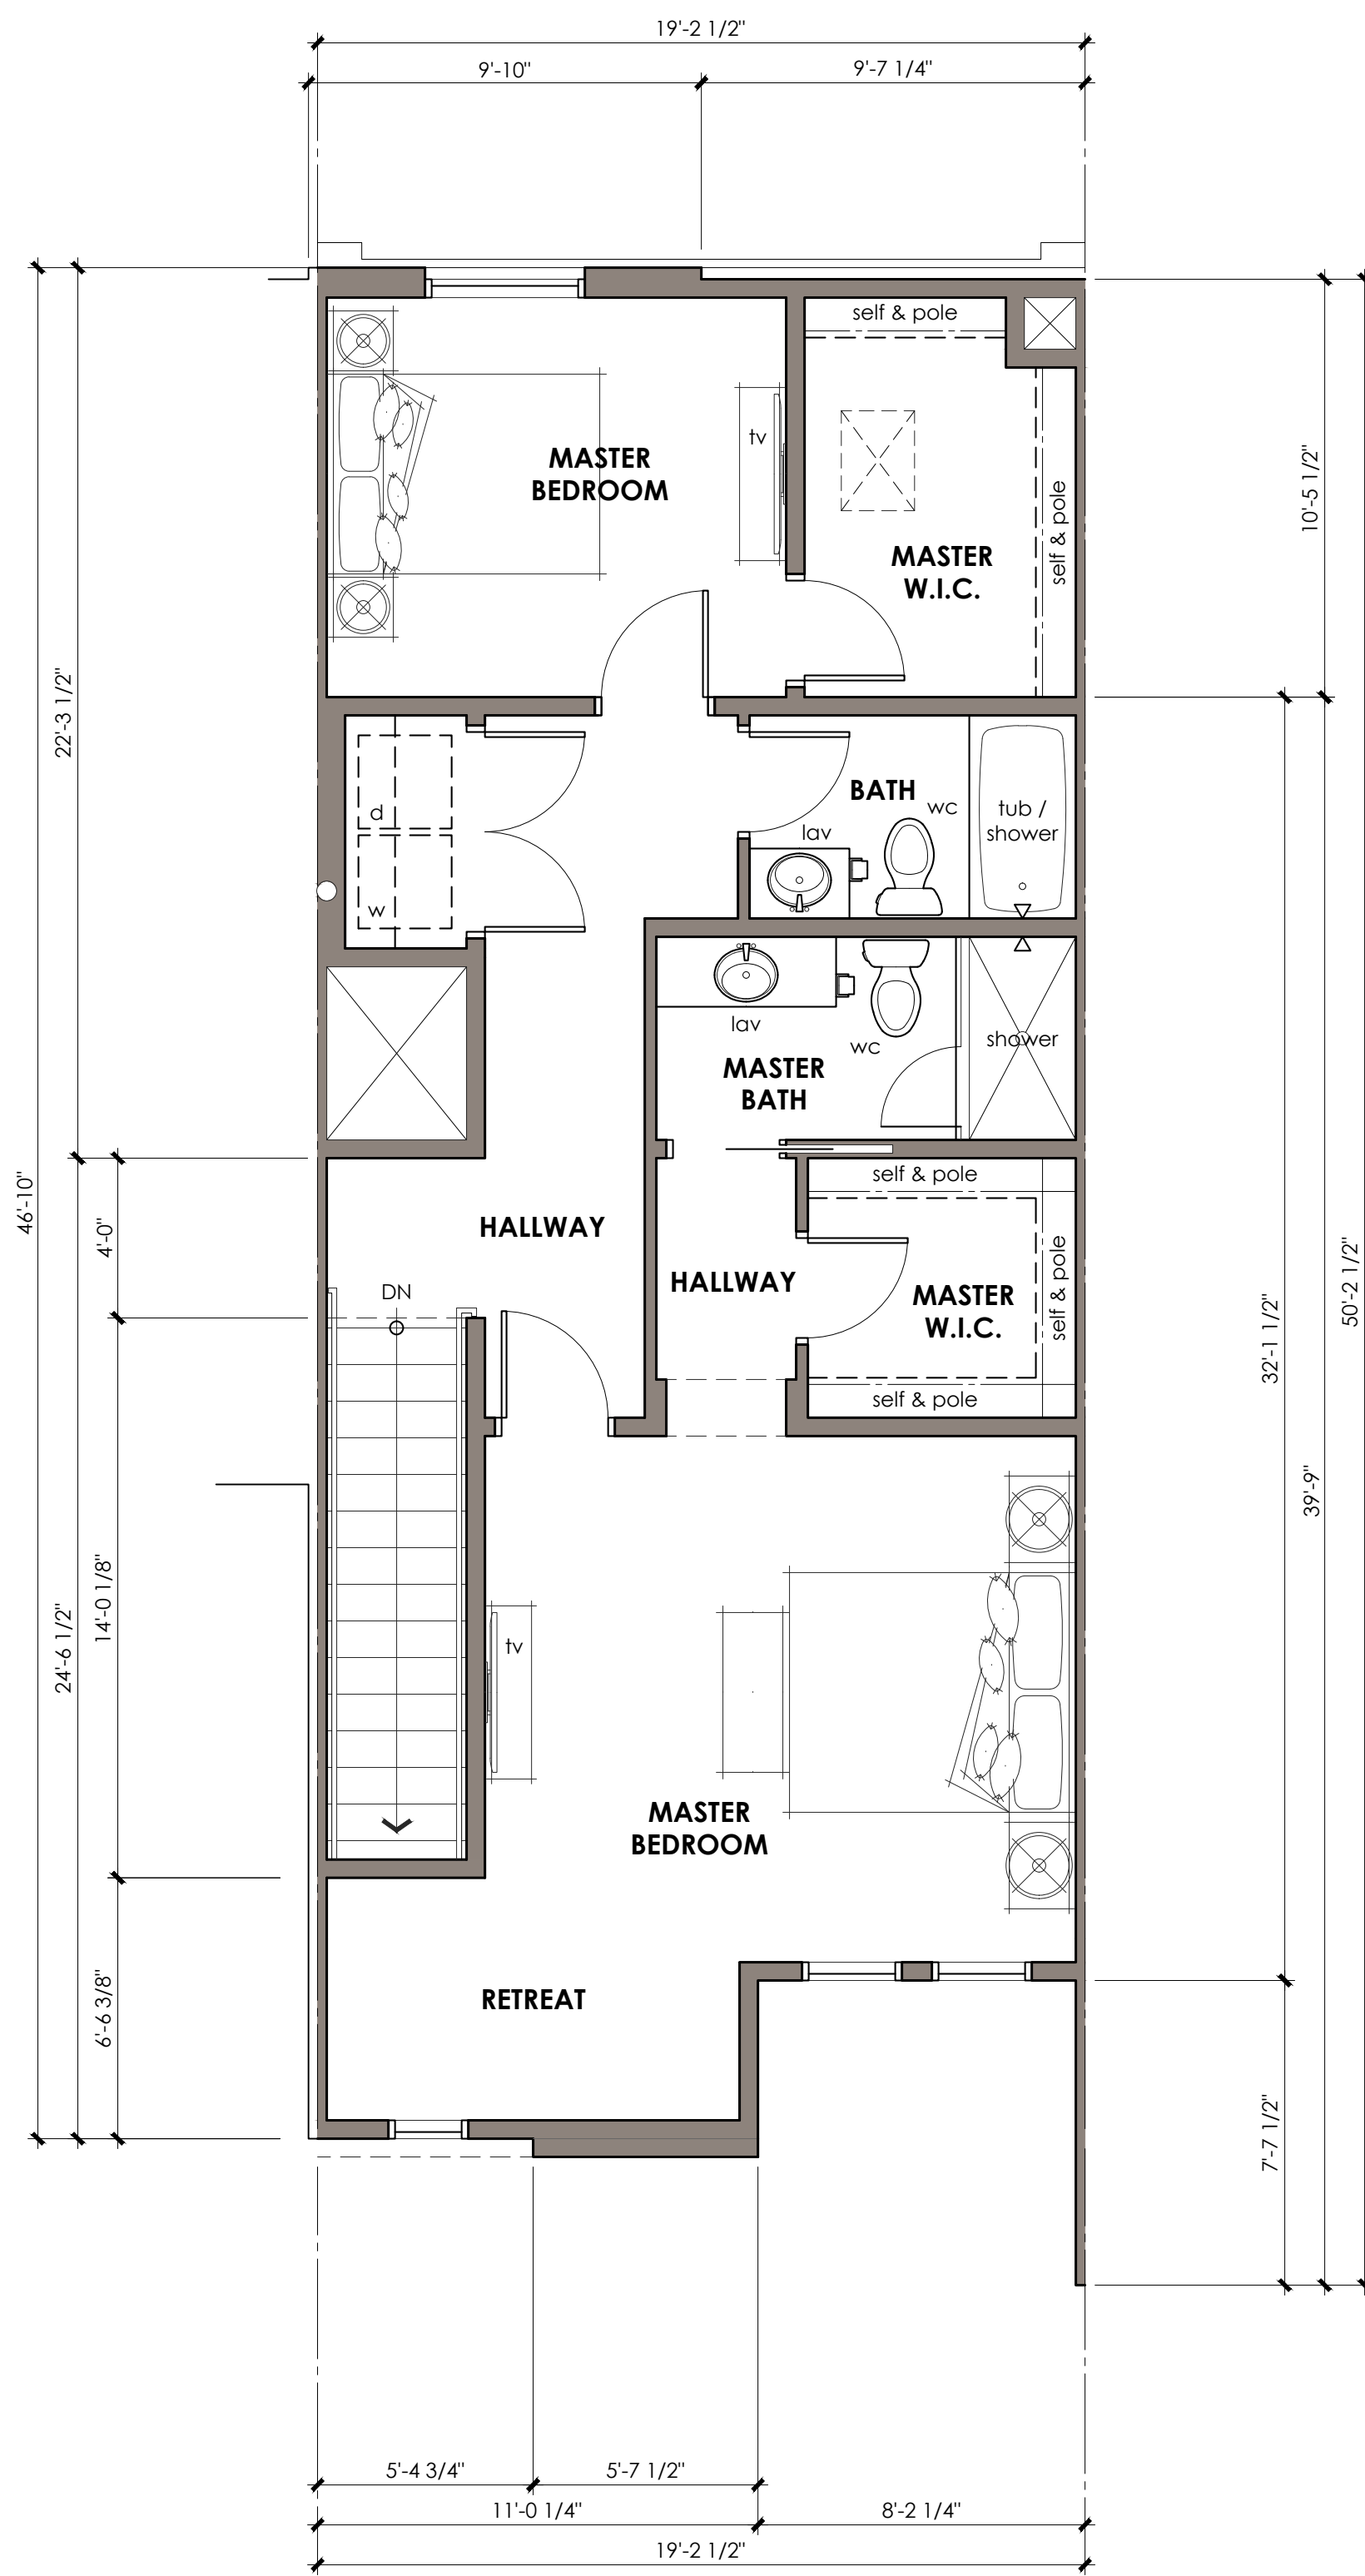 19'-2 1/2"
9'-10"
9'-7 1/4"
self & pole
tv
MASTER
BEDROOM
self & pole
MASTER
W.I.C.
10'-5 1/2"
22'-3 1/2"
d
w
BATH
wc
lav
tub /
shower
lav
wc
shower
MASTER
BATH
46'-10"
4'-0"
self & pole
HALLWAY
HALLWAY
self & pole
MASTER
W.I.C.
DN
self & pole
32'-1 1/2"
50'-2 1/2"
39'-9"
14'-0 1/8"
24'-6 1/2"
tv
MASTER
BEDROOM
RETREAT
6'-6 3/8"
7'-7 1/2"
5'-4 3/4"
5'-7 1/2"
11'-0 1/4"
8'-2 1/4"
19'-2 1/2"